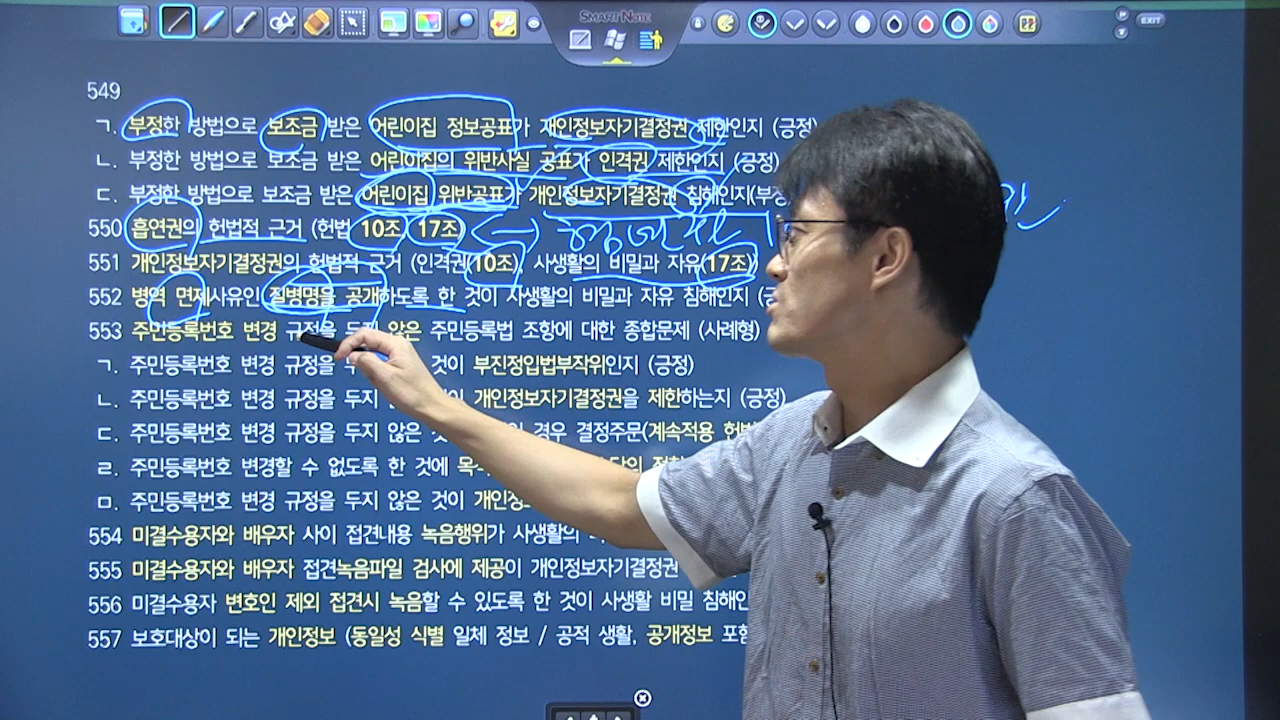 SMART NOTE
EXIT
549
ㄱ. 부정한 방법으로 보조금 받은 어린이집 정보공표가 개인정보자기결정권 제한인지 (긍정)
ㄴ. 부정한 방법으로 보조금 받은 어린이집의 위반사실 공표가 인격권 제한인지 (긍정)
ㄷ. 부정한 방법으로 보조금 받은 어린이집 위반공표가 개인정보자기결정권 침해인지(부정
550 흡연권의 헌법적 근거 (헌법 10조, 17조)
551 개인정보자기결정권의 헌법적 근거 (인격권(10조), 사생활의 비밀과 자유(17조)
552 병역 면제사유인 질병명을 공개하도록 한 것이 사생활의 비밀과 자유 침해인지
553 주민등록번호 변경 규정을 두지 않은 주민등록법 조항에 대한 종합문제 (사례형)
ㄱ. 주민등록번호 변경 규정을 것이 부진정입법부작위인지 (긍정)
ㄴ. 주민등록번호 변경 규정을 두지 개인정보자기결정권을 제한하는지 (긍정)
ㄷ. 주민등록번호 변경 규정을 두지 않은 경우 결정주문(계속적용
ㄹ. 주민등록번호 변경할 수 없도록 한 것에
ㅁ. 주민등록번호 변경 규정을 두지 않은 것이
554 미결수용자와 배우자 사이 접견내용 녹음행위가 사생활의
555 미결수용자와 배우자 접견녹음파일 검사에 제공이 개인정보자기결정권
556 미결수용자 변호인 제외 접견시 녹음할 수 있도록 한 것이 사생활 비밀
557 보호대상이 되는 개인정보 (동일성 식별 일체 정보 / 공적 생활, 공개정보